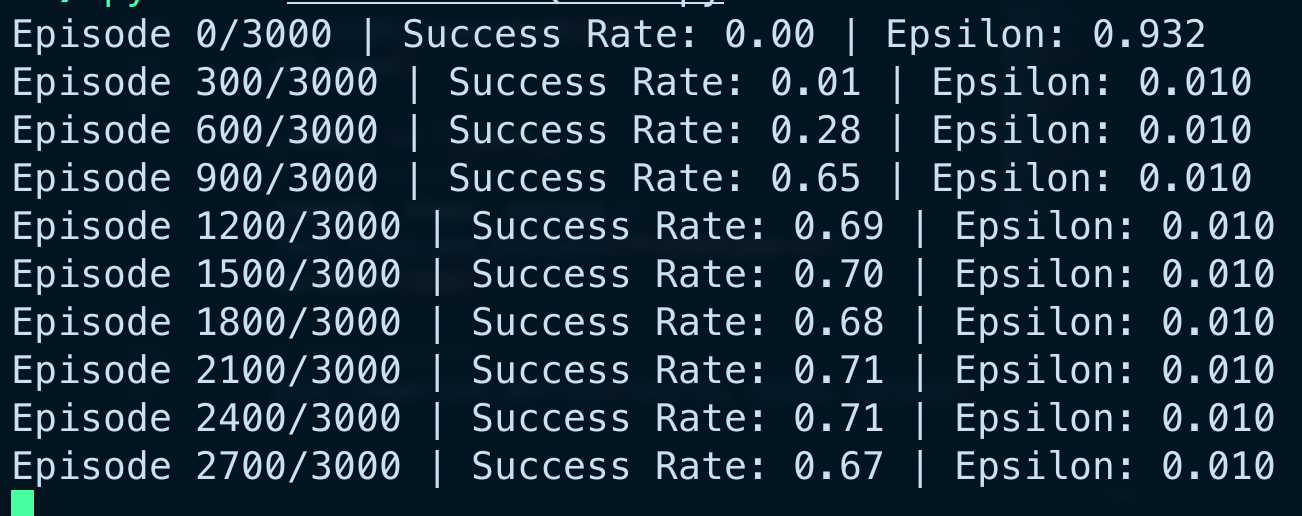 Episode 0/3000 | Success Rate: 0.00 | Epsilon: 0.932
Episode 300/3000 | Success Rate: 0.01 | Epsilon: 0.010
Episode 600/3000 | Success Rate: 0.28 | Epsilon: 0.010
Episode 900/3000 | Success Rate: 0.65 | Epsilon: 0.010
Episode 1200/3000 | Success Rate: 0.69 | Epsilon: 0.010
Episode 1500/3000 | Success Rate: 0.70 | Epsilon: 0.010
Episode 1800/3000 | Success Rate: 0.68 | Epsilon: 0.010
Episode 2100/3000 | Success Rate: 0.71 | Epsilon: 0.010
Episode 2400/3000 | Success Rate: 0.71 | Epsilon: 0.010
Episode 2700/3000 | Success Rate: 0.67 | Epsilon: 0.010